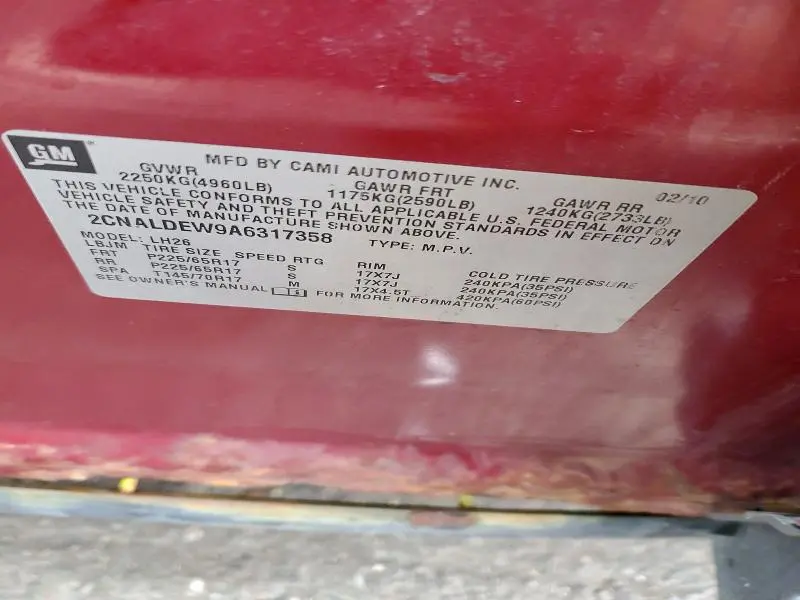 GM
MFD BY CAMI AUTOMOTIVE INC. 02/10
GVWR GAWR FRT GAWR RR
2250KG(4960LB) 1175KG(2590LB) 1240KG(2733LB)
THIS VEHICLE CONFORMS TO ALL APPLICABLE U.S. FEDERAL MOTOR
VEHICLE SAFETY AND THEFT PREVENTION STANDARDS IN EFFECT ON
THE DATE OF MANUFACTURE SHOWN ABOVE.
2CNALDEW9A6317358 TYPE: M.P.V.
MODEL: LH26
LBJM TIRE SIZE SPEED RTG RIM COLD TIRE PRESSURE
FRT P225/65R17 S 17X7J 240KPA(35PSI)
RR P225/65R17 S 17X7J 240KPA(35PSI)
SPA T145/70R17 M 17X4.5T 420KPA(60PSI)
SEE OWNER'S MANUAL FOR MORE INFORMATION.